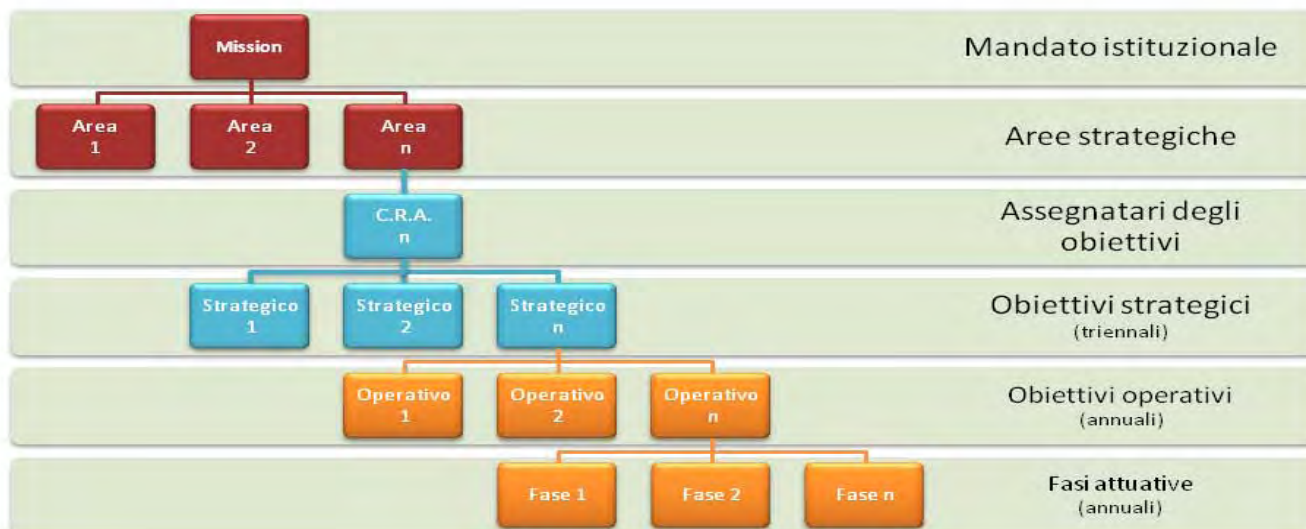 Mission
Mandato istituzionale
Area
1
Area
2
Area
n
Aree strategiche
C.R.A.
n
Assegnatari degli
obiettivi
Strategico
1
Strategico
2
Strategico
n
Obiettivi strategici
(triennali)
Operativo
1
Operativo
2
Operativo
n
Obiettivi operativi
(annuali)
Fase 1
Fase 2
Fase n
Fasi attuative
(annuali)